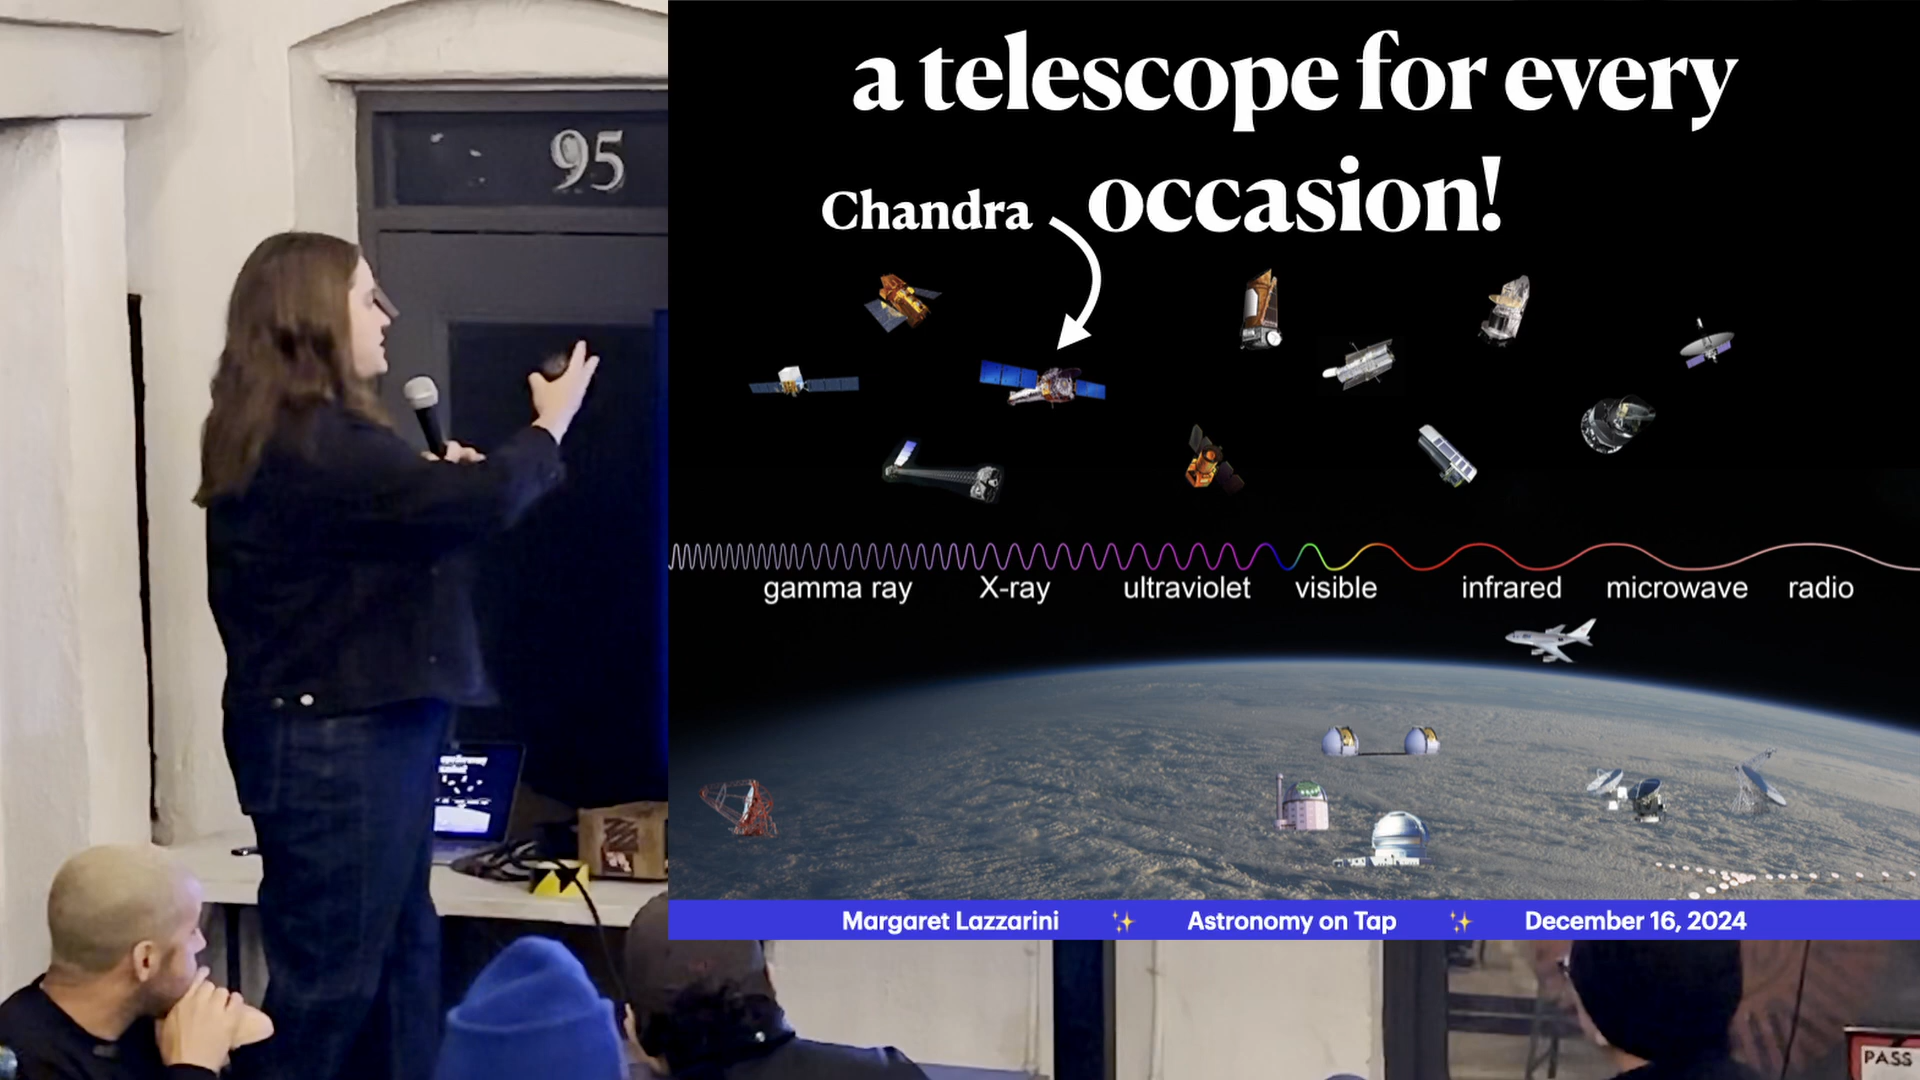 95
a telescope for every
occasion!
Chandra
gamma ray X-ray ultraviolet visible infrared microwave radio
Margaret Lazzarini ✨ Astronomy on Tap ✨ December 16, 2024
PASS